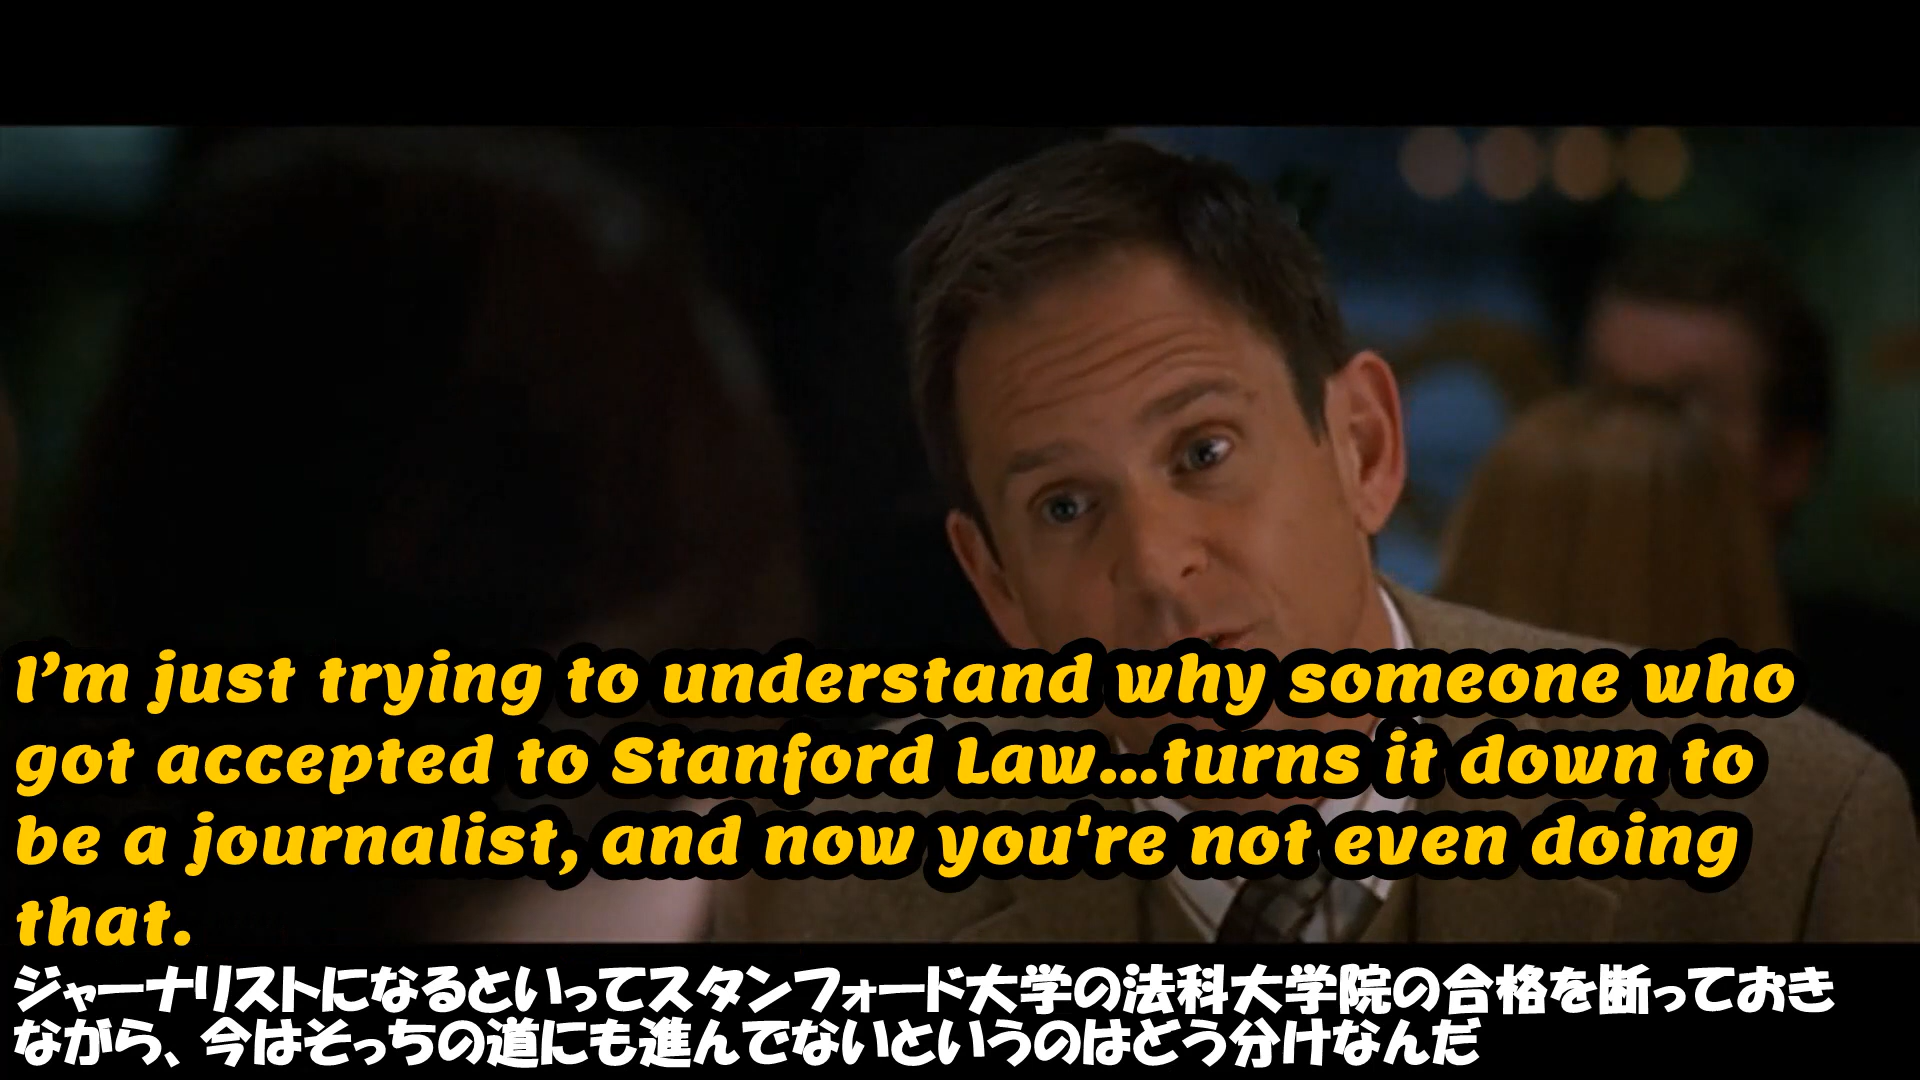 I’m just trying to understand why someone who
got accepted to Stanford Law...turns it down to
be a journalist, and now you're not even doing
that.
ジャーナリストになるといってスタンフォード大学の法科大学院の合格を断っておき
ながら、今はそっちの道にも進んでないというのはどう分けなんだ